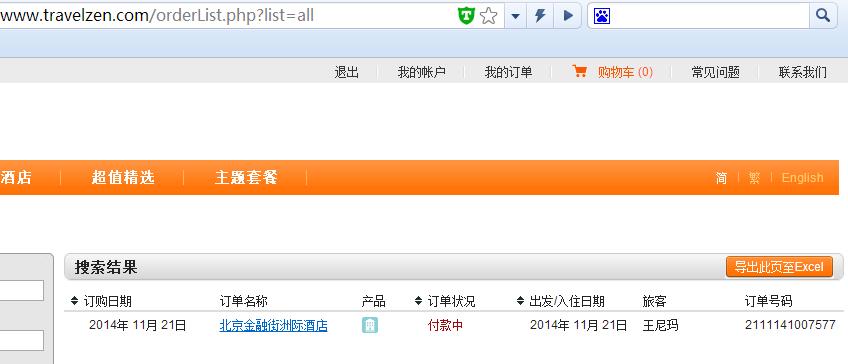 www.travelzen.com/orderList.php?list=all
退出 我的帐户 我的订单 购物车 (0) 常见问题 联系我们
酒店 超值精选 主题套餐 简 繁 English
搜索结果 导出此页至Excel
订购日期 订单名称 产品 订单状况 出发/入住日期 旅客 订单号码
2014年 11月 21日 北京金融街洲际酒店 付款中 2014年 11月 21日 王尼玛 2111141007577